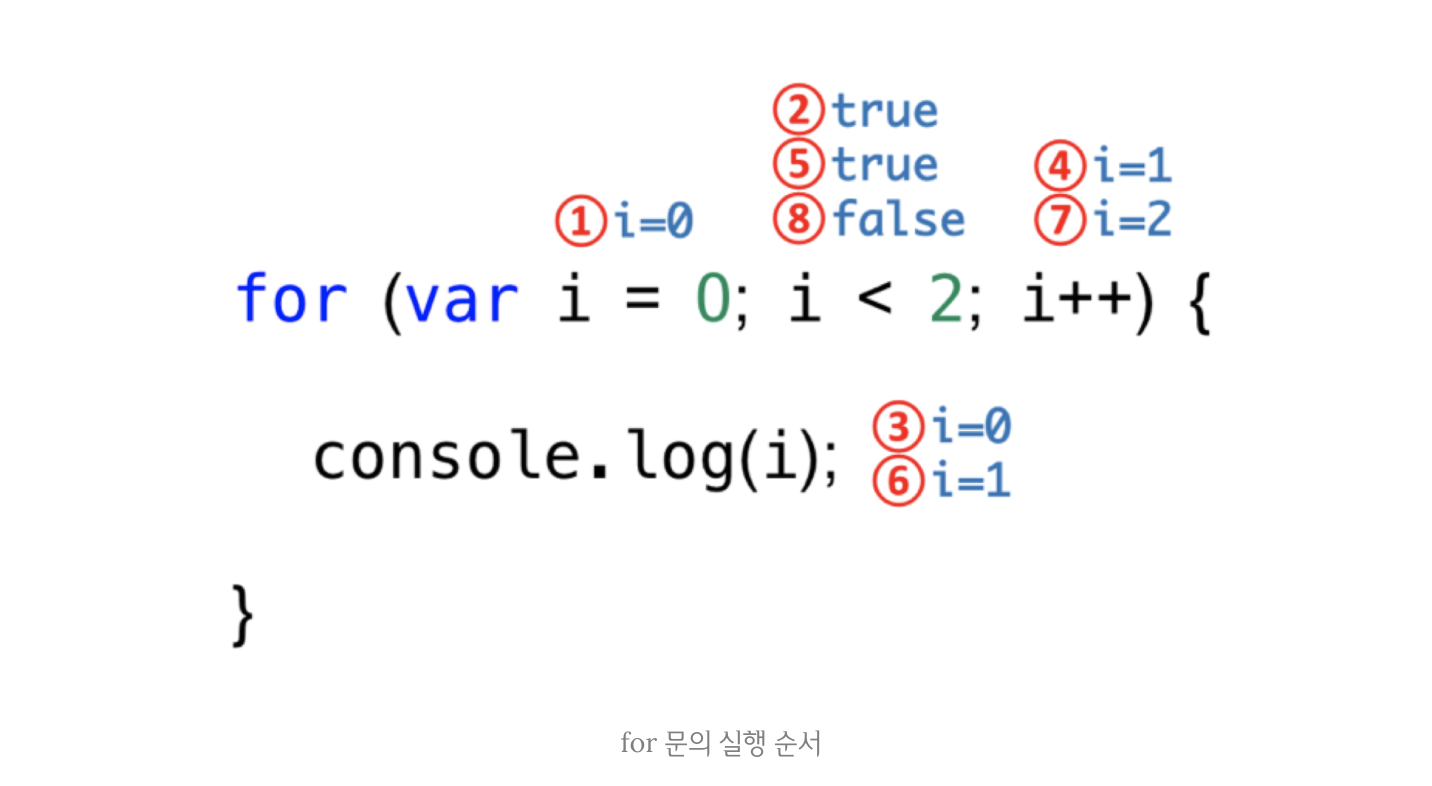 ②true
⑤true ④i=1
①i=0 ⑧false ⑦i=2
for (var i = 0; i < 2; i++) {
console.log(i); ③i=0
⑥i=1
}
for 문의 실행 순서